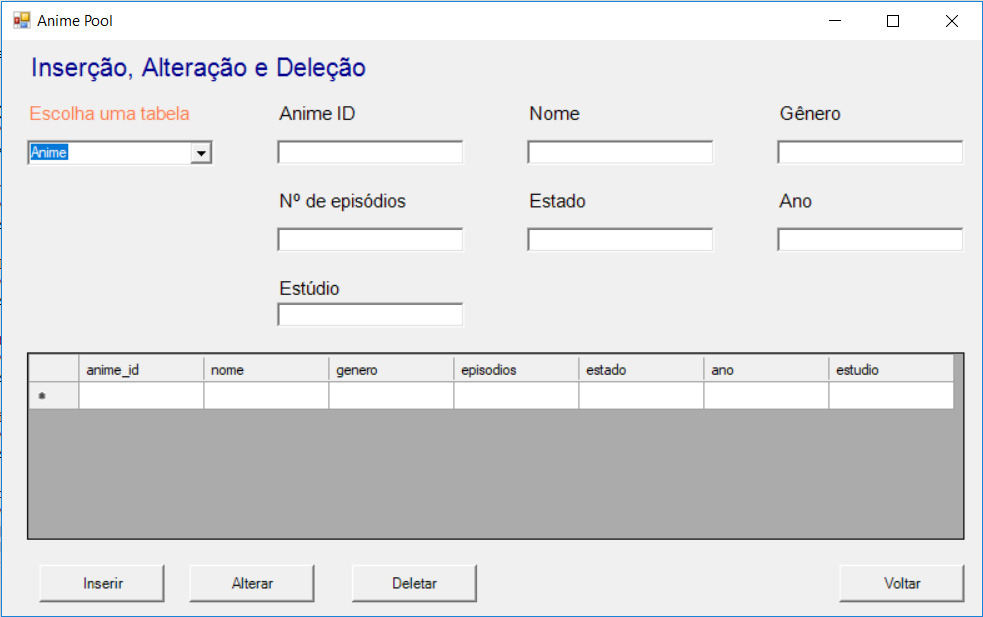 Anime Pool
Inserção, Alteração e Deleção
Escolha uma tabela
Anime ID
Nome
Gênero
Anime
Nº de episódios
Estado
Ano
Estúdio
anime_id nome genero episodios estado ano estudio
*
Inserir
Alterar
Deletar
Voltar